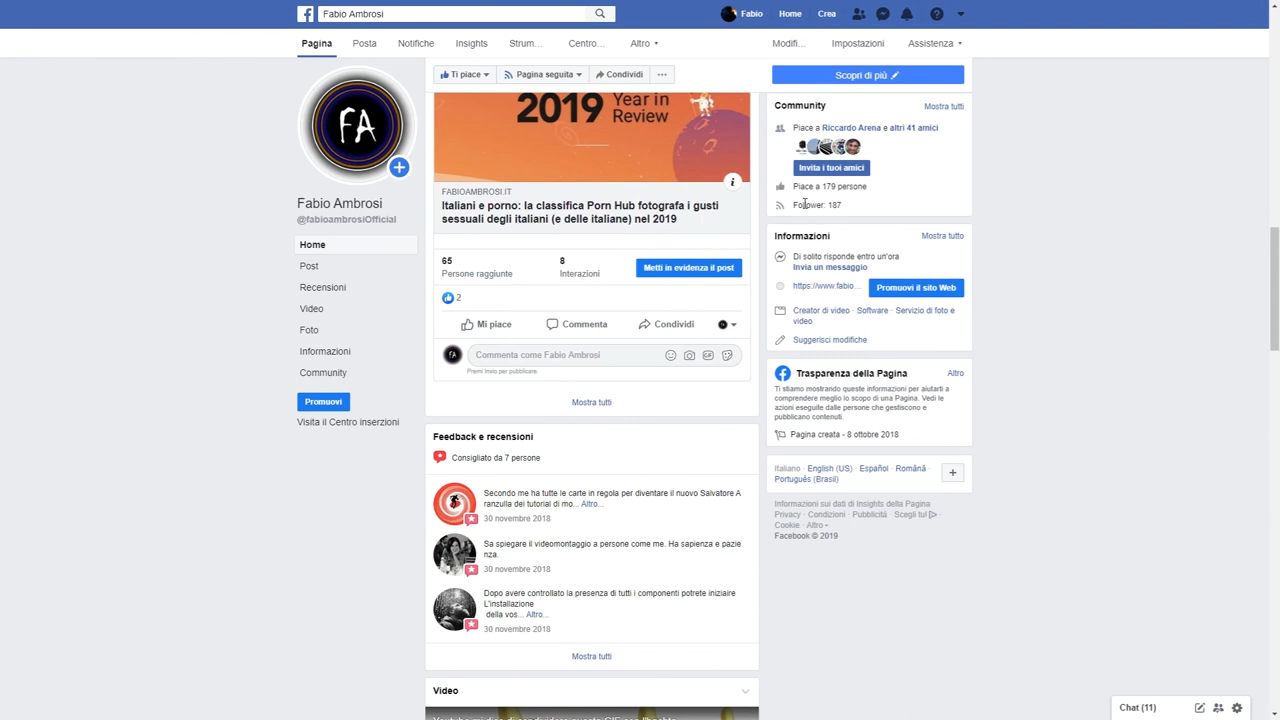 Fabio Ambrosi
Fabio
Home
Crea
Pagina
Posta
Notifiche
Insights
Strum...
Centro...
Altro
Modifi...
Impostazioni
Assistenza
Ti piace
Pagina seguita
Condividi
Scopri di più
FA
Fabio Ambrosi
@fabioambrosiOfficial
Home
Post
Recensioni
Video
Foto
Informazioni
Community
Promuovi
Visita il Centro inserzioni
2019 Year in
Review
FABIOAMBROSI.IT
Italiani e porno: la classifica Porn Hub fotografa i gusti
sessuali degli italiani (e delle italiane) nel 2019
65
Persone raggiunte
8
Interazioni
Metti in evidenza il post
2
Mi piace
Commenta
Condividi
FA
Commenta come Fabio Ambrosi
GIF
Premi Invio per pubblicare.
Mostra tutti
Feedback e recensioni
Consigliato da 7 persone
Secondo me ha tutte le carte in regola per diventare il nuovo Salvatore A
ranzulla dei tutorial di mo... Altro...
30 novembre 2018
Sa spiegare il videomontaggio a persone come me. Ha sapienza e pazie
nza.
30 novembre 2018
Dopo avere controllato la presenza di tutti i componenti potrete iniziare
L'installazione
della vos... Altro...
30 novembre 2018
Mostra tutti
Video
Community
Mostra tutti
Piace a Riccardo Arena e altri 41 amici
Invita i tuoi amici
Piace a 179 persone
Follower: 187
Informazioni
Mostra tutto
Di solito risponde entro un'ora
Invia un messaggio
https://www.fabio...
Promuovi il sito Web
Creator di video · Software · Servizio di foto e
video
Suggerisci modifiche
Trasparenza della Pagina
Altro
Ti stiamo mostrando queste informazioni per aiutarti a
comprendere meglio lo scopo di una Pagina. Vedi le
azioni eseguite dalle persone che gestiscono e
pubblicano contenuti.
Pagina creata - 8 ottobre 2018
Italiano · English (US) · Español · Română ·
Português (Brasil)
Informazioni sui dati di Insights della Pagina
Privacy · Condizioni · Pubblicità · Scegli tu! ·
Cookie · Altro
Facebook © 2019
Chat (11)